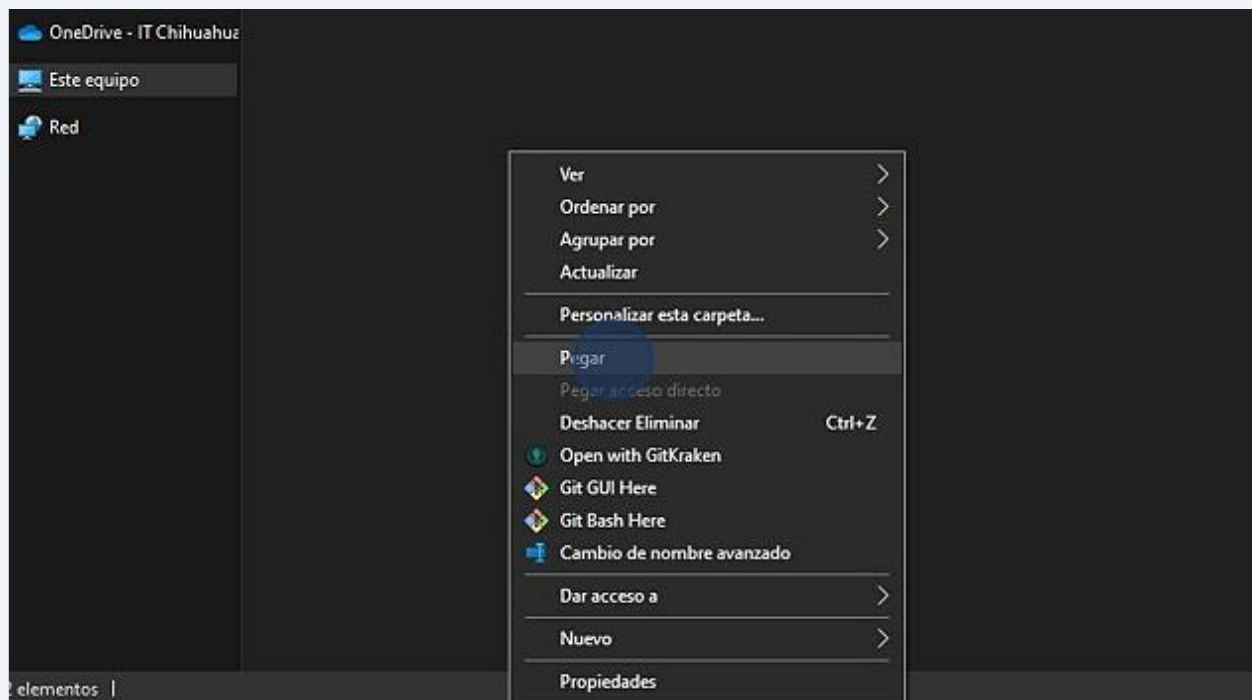 OneDrive - IT Chihuahua
Este equipo
Red
Ver
Ordenar por
Agrupar por
Actualizar
Personalizar esta carpeta...
Pegar
Pegar acceso directo
Deshacer Eliminar Ctrl+Z
Open with GitKraken
Git GUI Here
Git Bash Here
Cambio de nombre avanzado
Dar acceso a
Nuevo
Propiedades
elementos